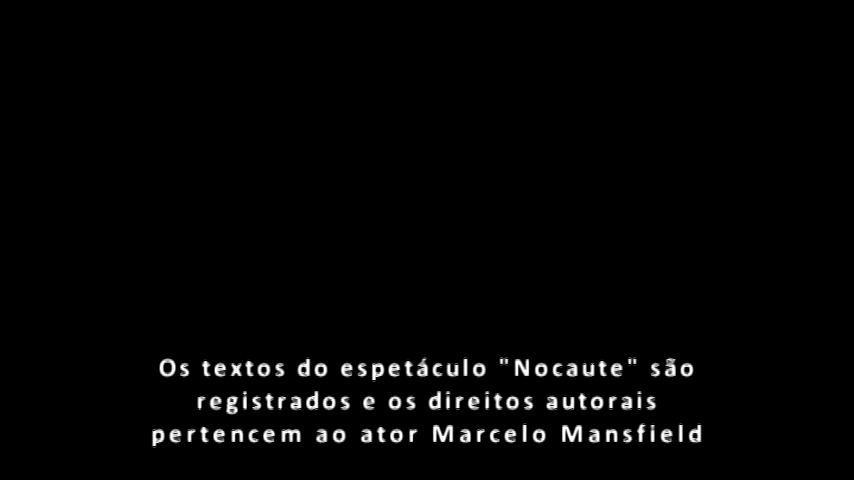 Os textos do espetáculo "Nocaute" são
registrados e os direitos autorais
pertencem ao ator Marcelo Mansfield